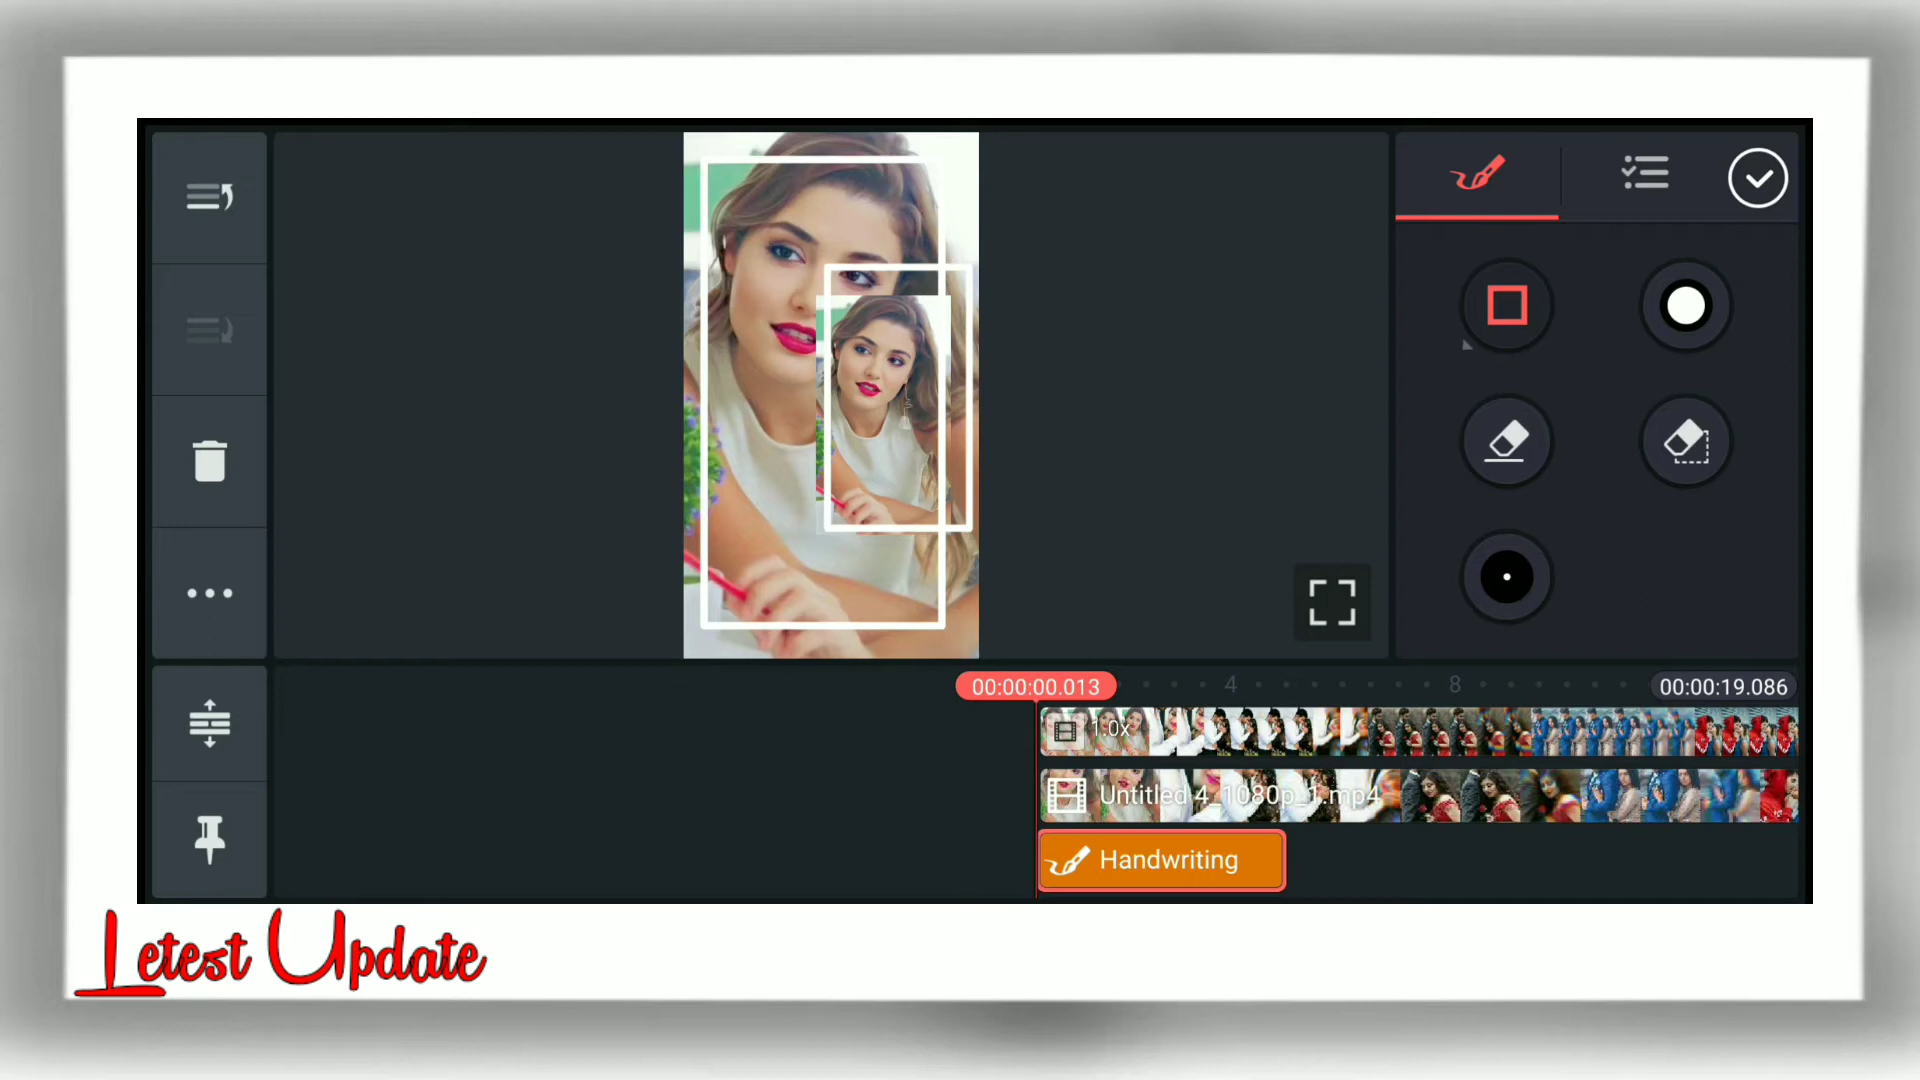 4
8
00:00:00.013
00:00:19.086
1.0x
Untitled 4_1080p_1.mp4
Handwriting
Letest Update